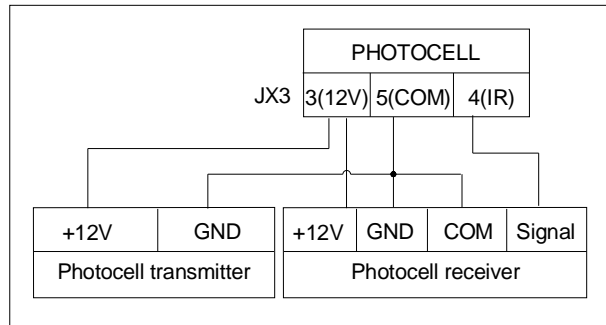 PHOTOCELL
JX3 3(12V) 5(COM) 4(IR)
+12V GND +12V GND COM Signal
Photocell transmitter Photocell receiver